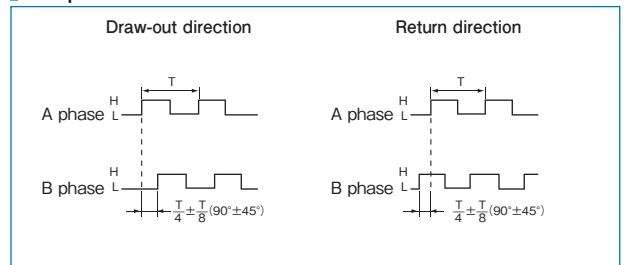 Draw-out direction
T
H
A phase L
H
B phase L
T/4 ± T/8 (90°±45°)
Return direction
T
H
A phase L
H
B phase L
T/4 ± T/8 (90°±45°)